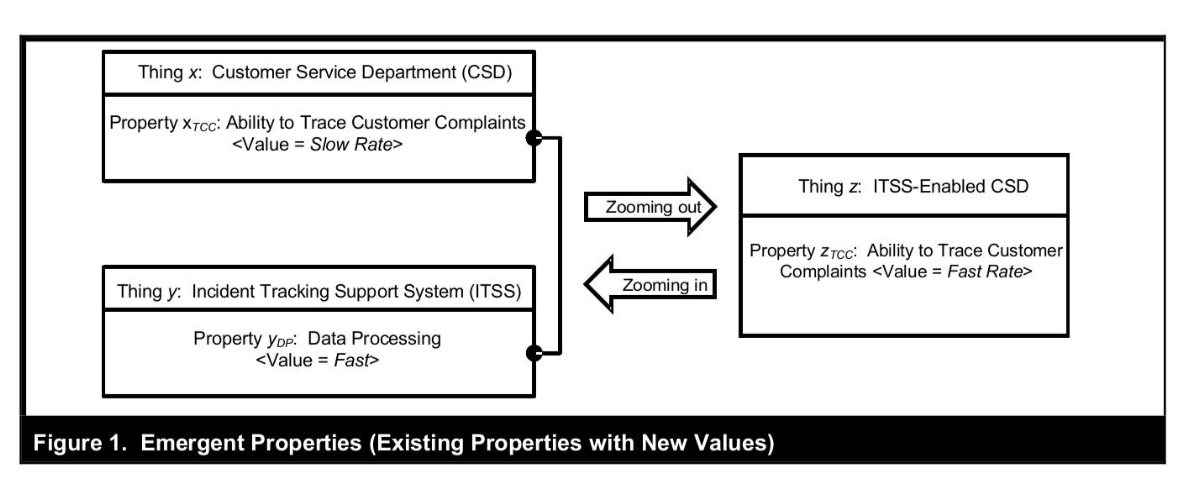 Thing x: Customer Service Department (CSD)
Property xTCC: Ability to Trace Customer Complaints
<Value = Slow Rate>
Zooming out
Thing z: ITSS-Enabled CSD
Property zTCC: Ability to Trace Customer
Complaints <Value = Fast Rate>
Zooming in
Thing y: Incident Tracking Support System (ITSS)
Property yDP: Data Processing
<Value = Fast>
Figure 1. Emergent Properties (Existing Properties with New Values)